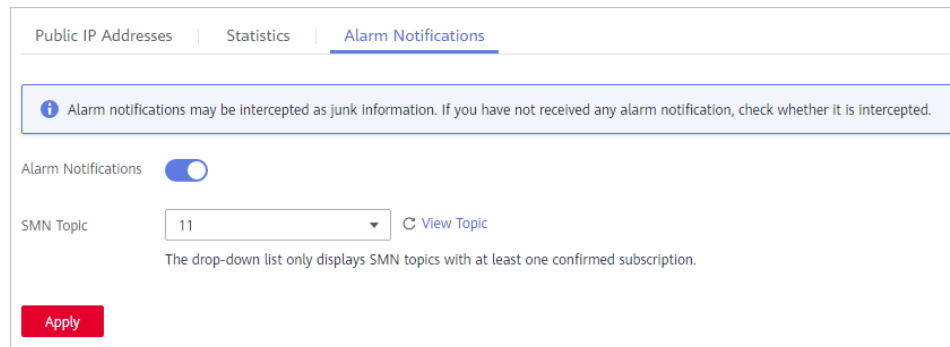 Public IP Addresses Statistics Alarm Notifications
Alarm notifications may be intercepted as junk information. If you have not received any alarm notification, check whether it is intercepted.
Alarm Notifications
SMN Topic 11 View Topic
The drop-down list only displays SMN topics with at least one confirmed subscription.
Apply